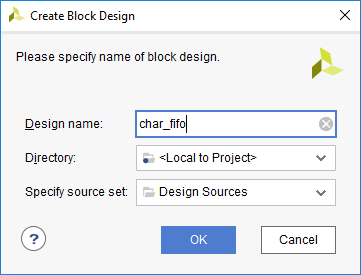 Create Block Design
Please specify name of block design.
Design name: char_fifo
Directory: <Local to Project>
Specify source set: Design Sources
? OK Cancel